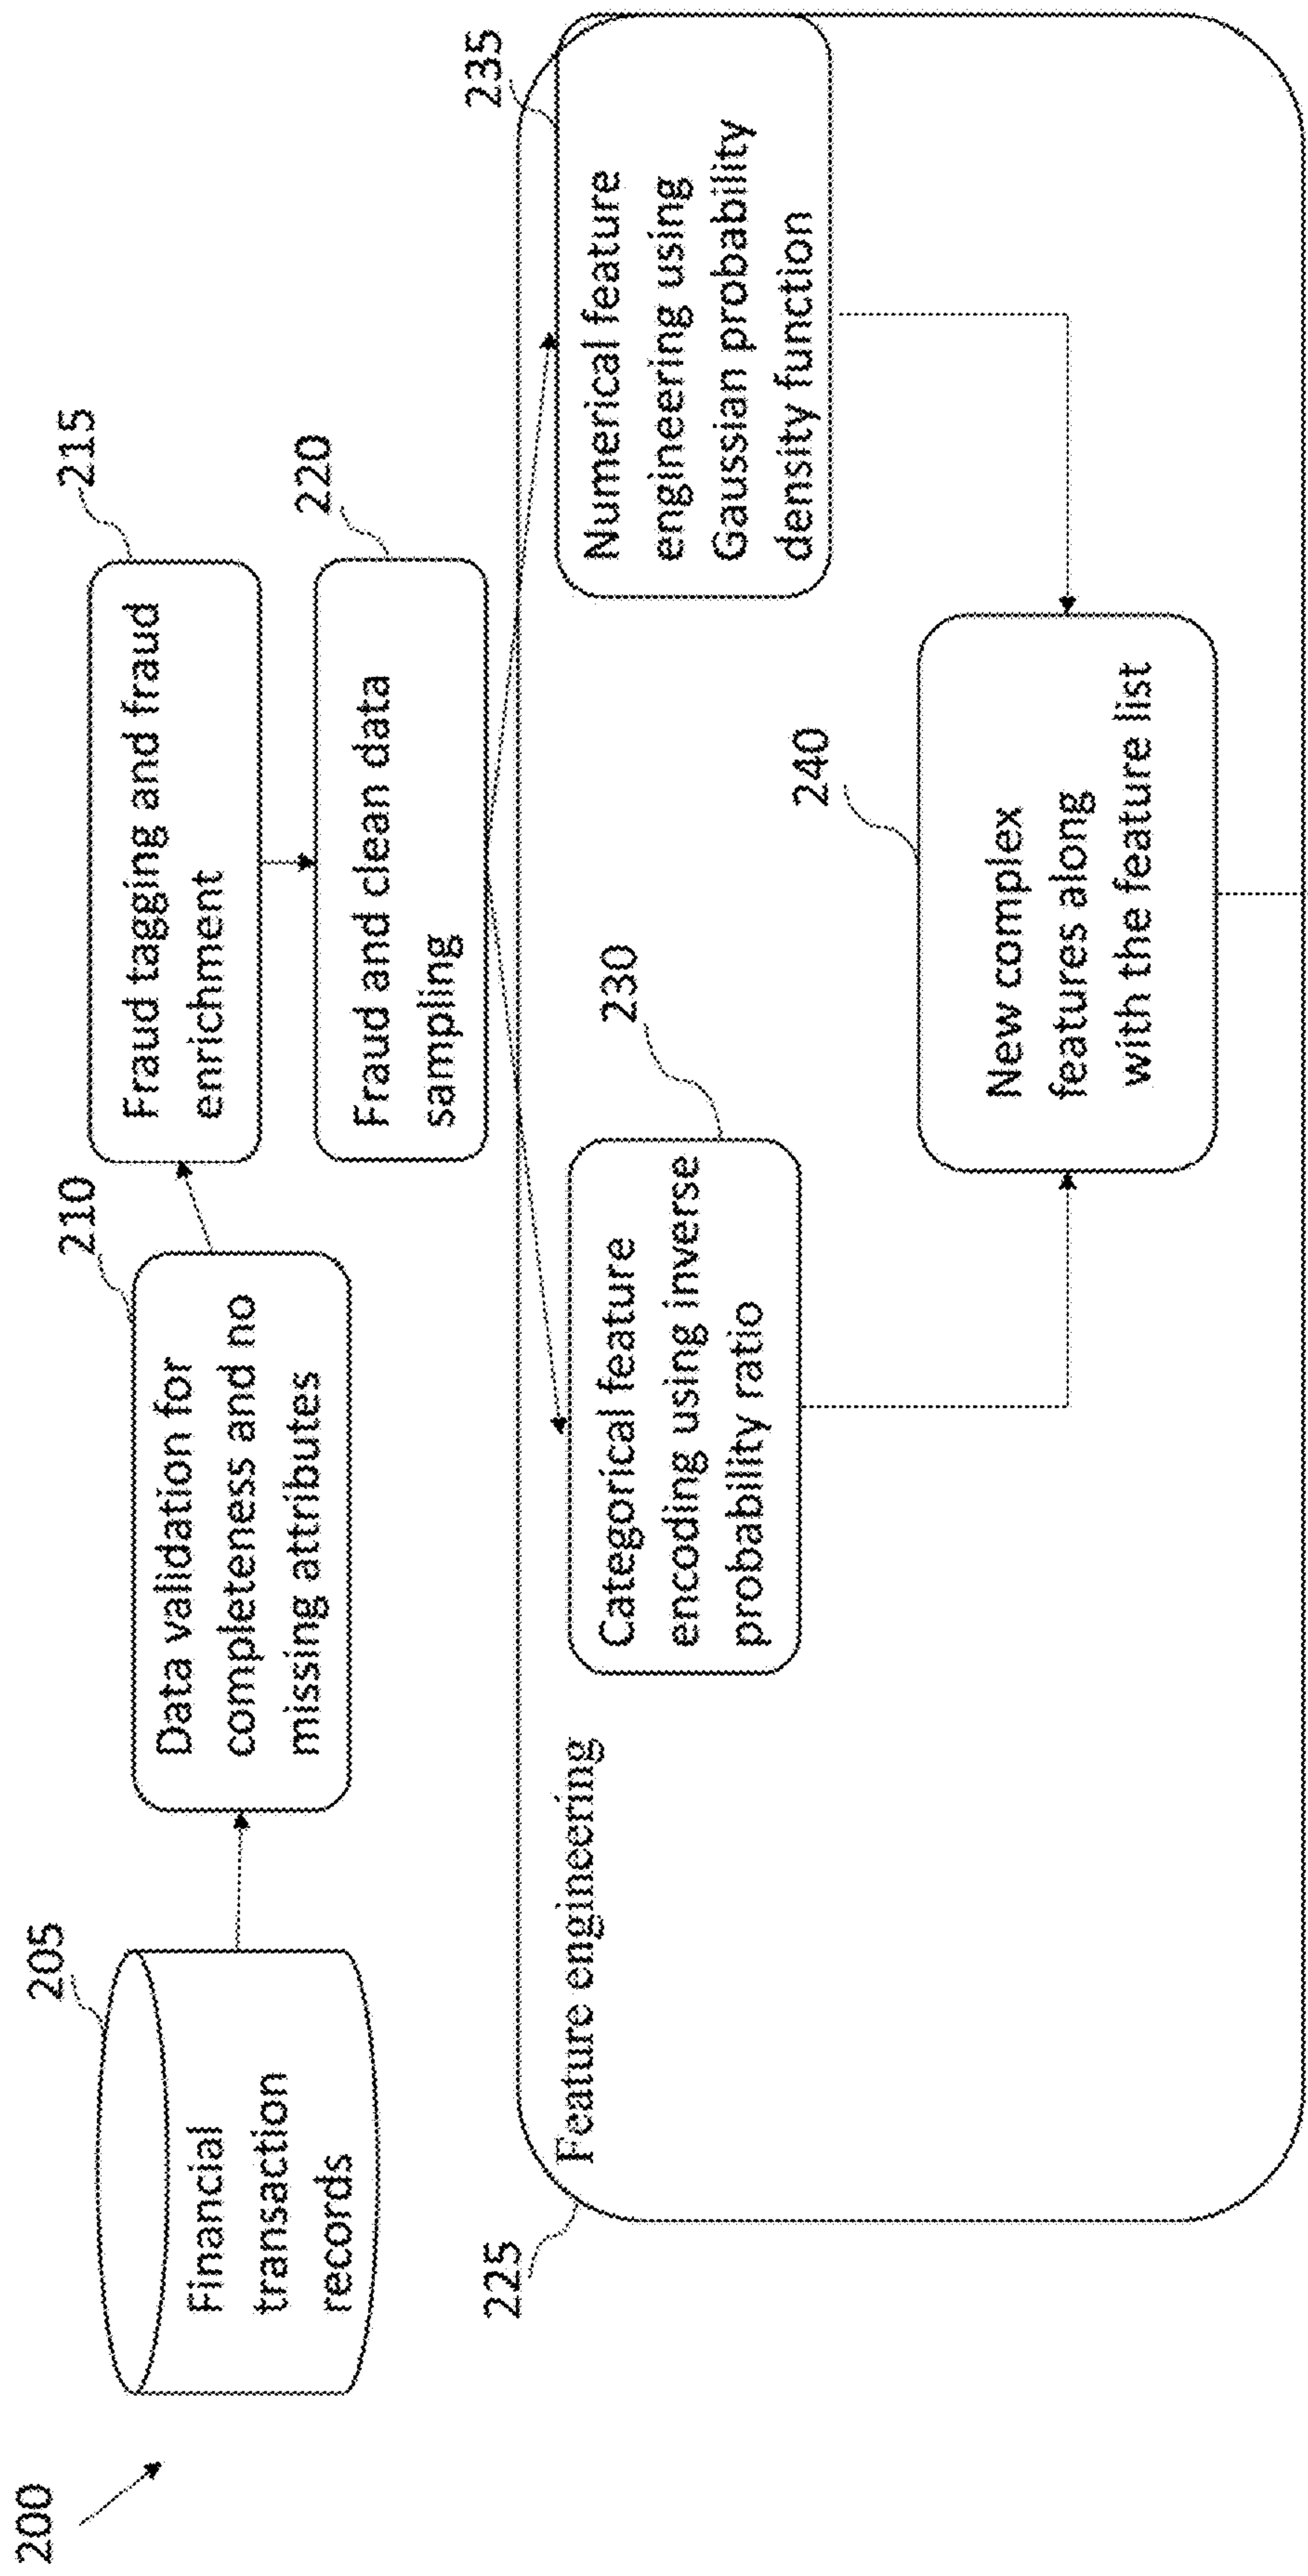 200
205
Financial
transaction
records
210
Data validation for
completeness and no
missing attributes
215
Fraud tagging and fraud
enrichment
220
Fraud and clean data
sampling
225
Feature engineering
230
Categorical feature
encoding using inverse
probability ratio
235
Numerical feature
engineering using
Gaussian probability
density function
240
New complex
features along
with the feature list